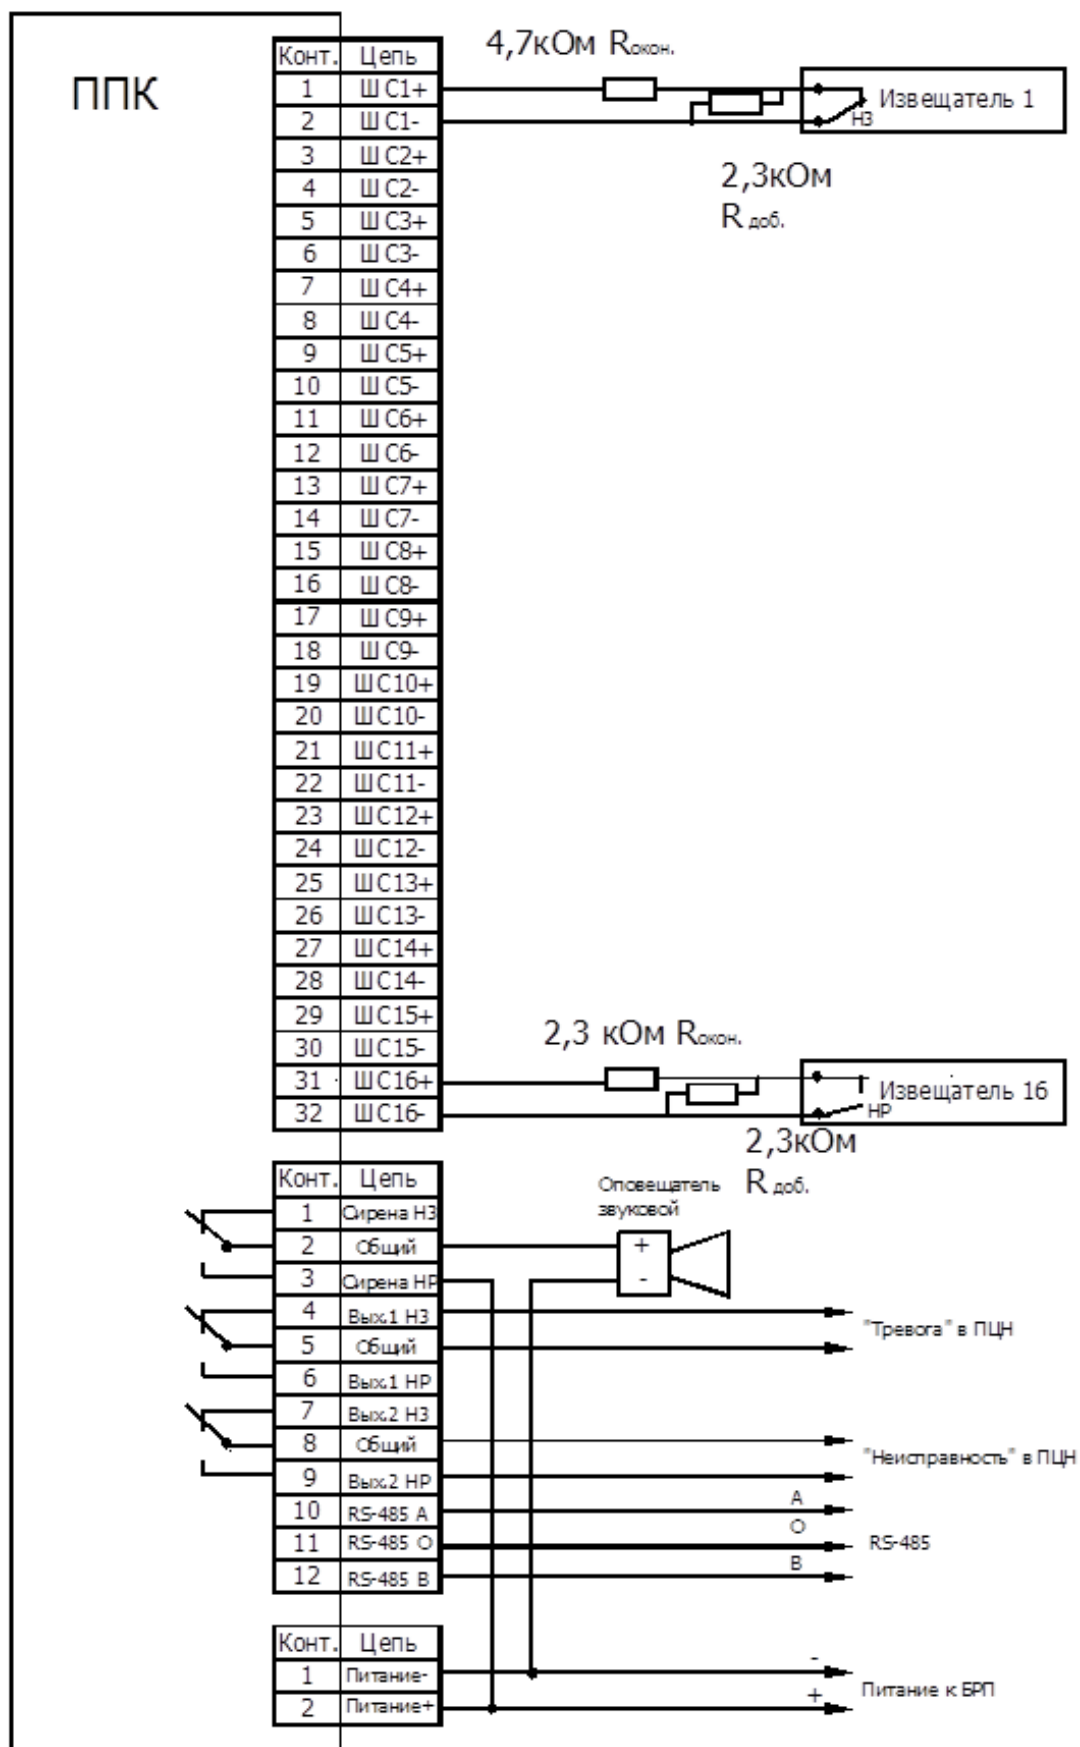 ППК
4,7кОм Rокон.
Конт. Цепь
1 ШС1+
2 ШС1-
3 ШС2+
4 ШС2-
5 ШС3+
6 ШС3-
7 ШС4+
8 ШС4-
9 ШС5+
10 ШС5-
11 ШС6+
12 ШС6-
13 ШС7+
14 ШС7-
15 ШС8+
16 ШС8-
17 ШС9+
18 ШС9-
19 ШС10+
20 ШС10-
21 ШС11+
22 ШС11-
23 ШС12+
24 ШС12-
25 ШС13+
26 ШС13-
27 ШС14+
28 ШС14-
29 ШС15+
30 ШС15-
31 ШС16+
32 ШС16-
Извещатель 1
НЗ
2,3кОм
R доб.
2,3 кОм Rокон.
Извещатель 16
НР
2,3кОм
R доб.
Конт. Цепь
1 Сирена НЗ
2 Общий
3 Сирена НР
4 Вых.1 НЗ
5 Общий
6 Вых.1 НР
7 Вых.2 НЗ
8 Общий
9 Вых.2 НР
10 RS-485 A
11 RS-485 O
12 RS-485 B
Оповещатель
звуковой
+
-
"Тревога" в ПЦН
"Неисправность" в ПЦН
A
O
B
RS-485
Конт. Цепь
1 Питание-
2 Питание+
-
+
Питание к БРП